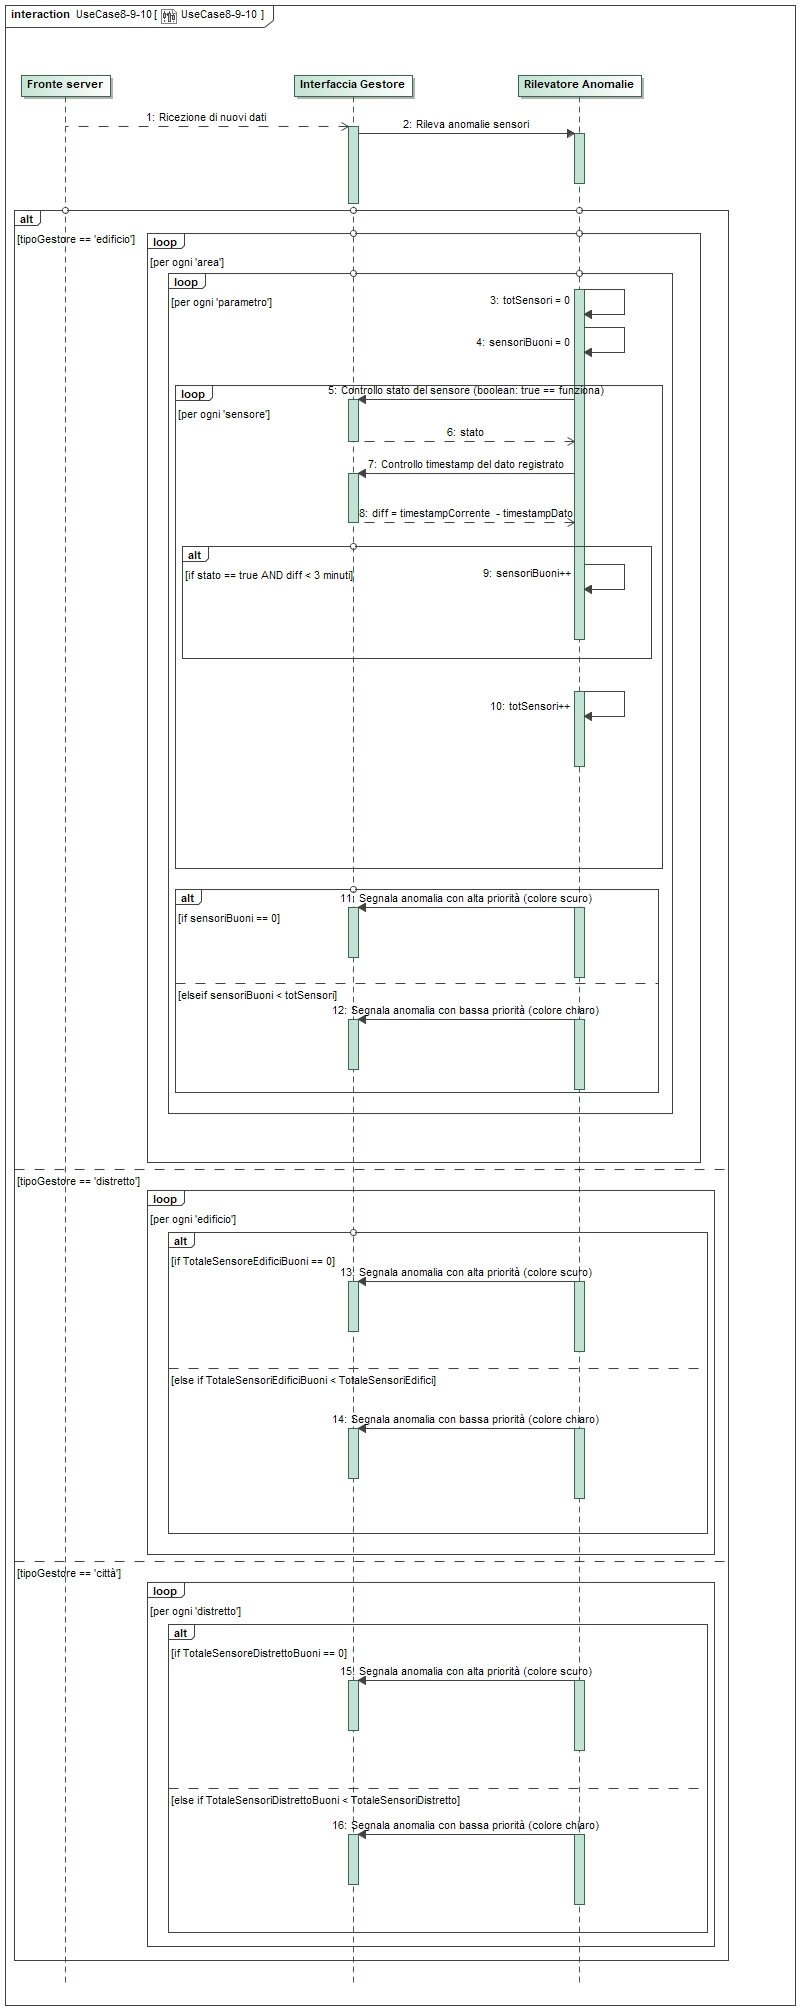 interaction UseCase8-9-10 [ UseCase8-9-10 ]
Fronte server
Interfaccia Gestore
Rilevatore Anomalie
1: Ricezione di nuovi dati
2: Rileva anomalie sensori
alt
[tipoGestore == 'edificio']
loop
[per ogni 'area']
loop
[per ogni 'parametro']
3: totSensori = 0
4: sensoriBuoni = 0
loop
5: Controllo stato del sensore (boolean: true == funziona)
[per ogni 'sensore']
6: stato
7: Controllo timestamp del dato registrato
8: diff = timestampCorrente - timestampDato
alt
[if stato == true AND diff < 3 minuti]
9: sensoriBuoni++
10: totSensori++
alt
11: Segnala anomalia con alta priorità (colore scuro)
[if sensoriBuoni == 0]
[elseif sensoriBuoni < totSensori]
12: Segnala anomalia con bassa priorità (colore chiaro)
[tipoGestore == 'distretto']
loop
[per ogni 'edificio']
alt
[if TotaleSensoreEdificiBuoni == 0]
13: Segnala anomalia con alta priorità (colore scuro)
[else if TotaleSensoriEdificiBuoni < TotaleSensoriEdifici]
14: Segnala anomalia con bassa priorità (colore chiaro)
[tipoGestore == 'città']
loop
[per ogni 'distretto']
alt
[if TotaleSensoreDistrettoBuoni == 0]
15: Segnala anomalia con alta priorità (colore scuro)
[else if TotaleSensoriDistrettoBuoni < TotaleSensoriDistretto]
16: Segnala anomalia con bassa priorità (colore chiaro)